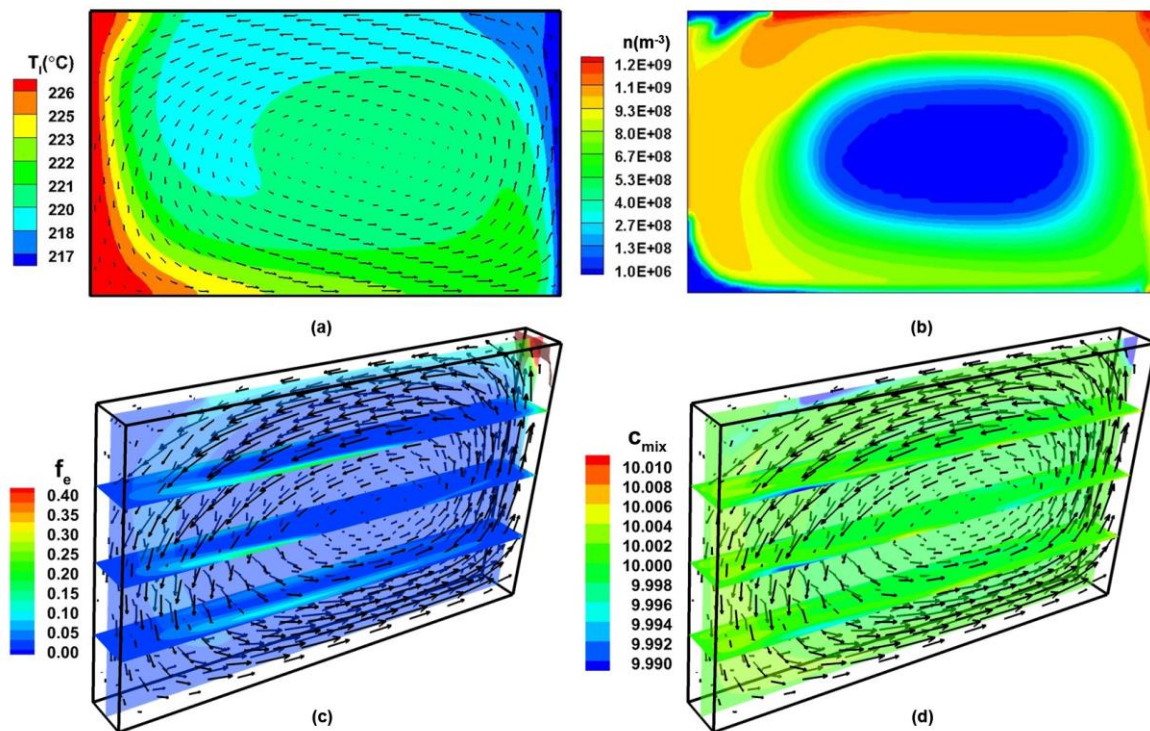 T_l(°C)
226
225
223
222
221
220
218
217
(a)
n(m⁻³)
1.2E+09
1.1E+09
9.3E+08
8.0E+08
6.7E+08
5.3E+08
4.0E+08
2.7E+08
1.3E+08
1.0E+06
(b)
f_e
0.40
0.35
0.30
0.25
0.20
0.15
0.10
0.05
0.00
(c)
c_mix
10.010
10.008
10.006
10.004
10.002
10.000
9.998
9.996
9.994
9.992
9.990
(d)